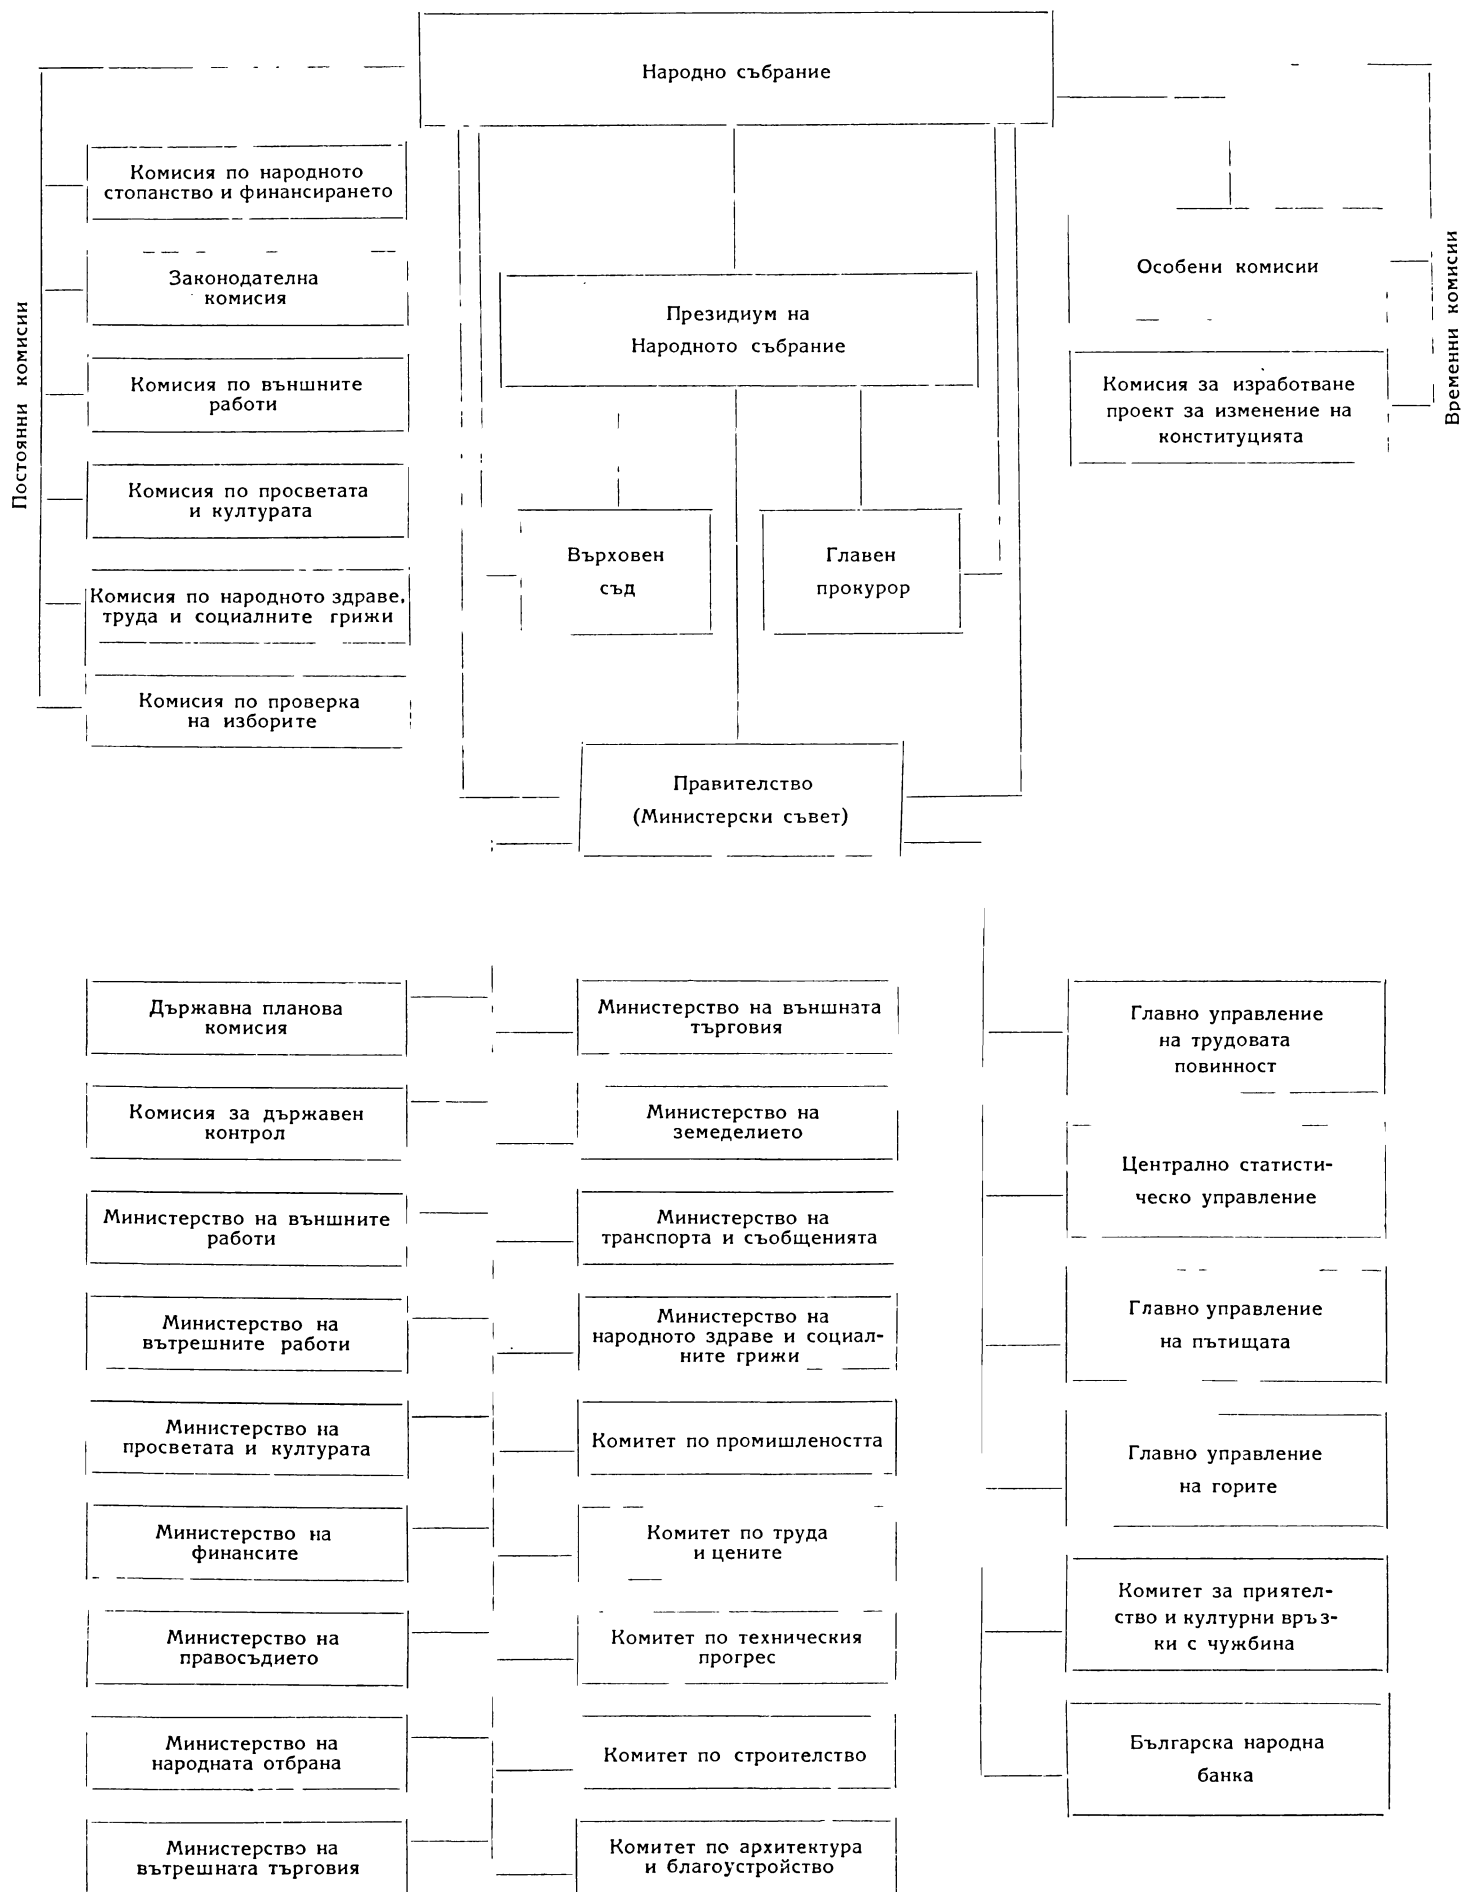 Народно събрание
Постоянни комисии
Комисия по народното
стопанство и финансирането
Законодателна
комисия
Комисия по външните
работи
Комисия по просветата
и културата
Комисия по народното здраве,
труда и социалните грижи
Комисия по проверка
на изборите
Президиум на
Народното събрание
Върховен
съд
Главен
прокурор
Правителство
(Министерски съвет)
Временни комисии
Особени комисии
Комисия за изработване
проект за изменение на
конституцията
Държавна планова
комисия
Комисия за държавен
контрол
Министерство на външните
работи
Министерство на
вътрешните работи
Министерство на
просветата и културата
Министерство на
финансите
Министерство на
правосъдието
Министерство на
народната отбрана
Министерство на
вътрешната търговия
Министерство на външната
търговия
Министерство на
земеделието
Министерство на
транспорта и съобщенията
Министерство на
народното здраве и социал-
ните грижи
Комитет по промишлеността
Комитет по труда
и цените
Комитет по техническия
прогрес
Комитет по строителство
Комитет по архитектура
и благоустройство
Главно управление
на трудовата
повинност
Централно статисти-
ческо управление
Главно управление
на пътищата
Главно управление
на горите
Комитет за приятел-
ство и културни връз-
ки с чужбина
Българска народна
банка